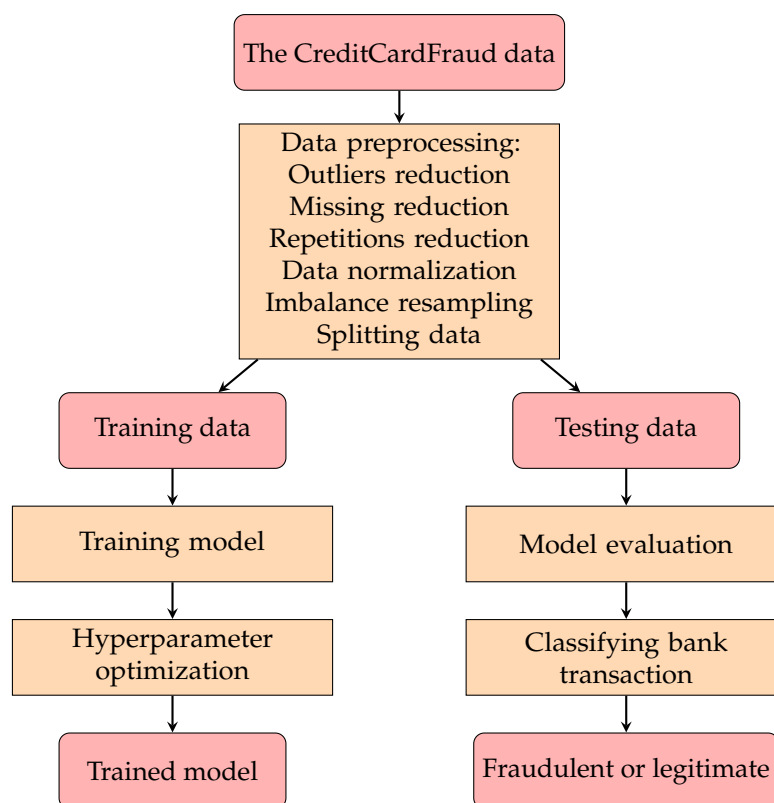 The CreditCardFraud data
Data preprocessing:
Outliers reduction
Missing reduction
Repetitions reduction
Data normalization
Imbalance resampling
Splitting data
Training data
Testing data
Training model
Model evaluation
Hyperparameter
optimization
Classifying bank
transaction
Trained model
Fraudulent or legitimate